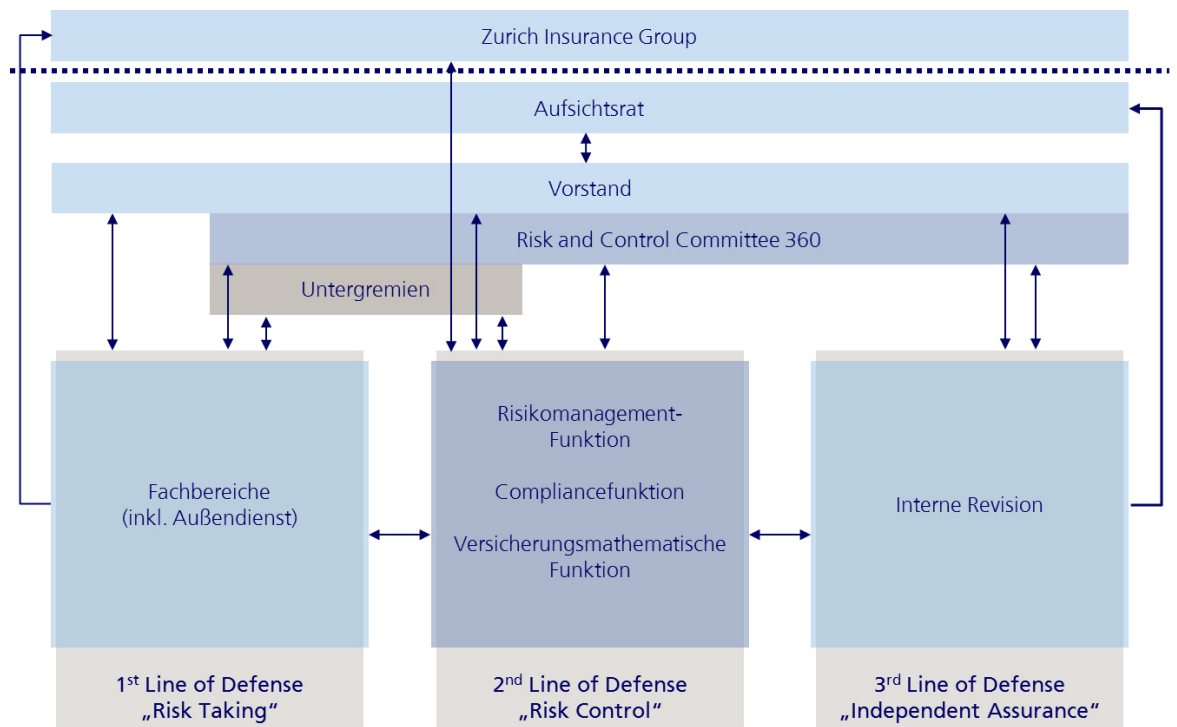 Zurich Insurance Group
Aufsichtsrat
Vorstand
Risk and Control Committee 360
Untergremien
Fachbereiche
(inkl. Außendienst)
Risikomanagement-
Funktion
Compliancefunktion
Versicherungsmathematische
Funktion
Interne Revision
1st Line of Defense
„Risk Taking“
2nd Line of Defense
„Risk Control“
3rd Line of Defense
„Independent Assurance“